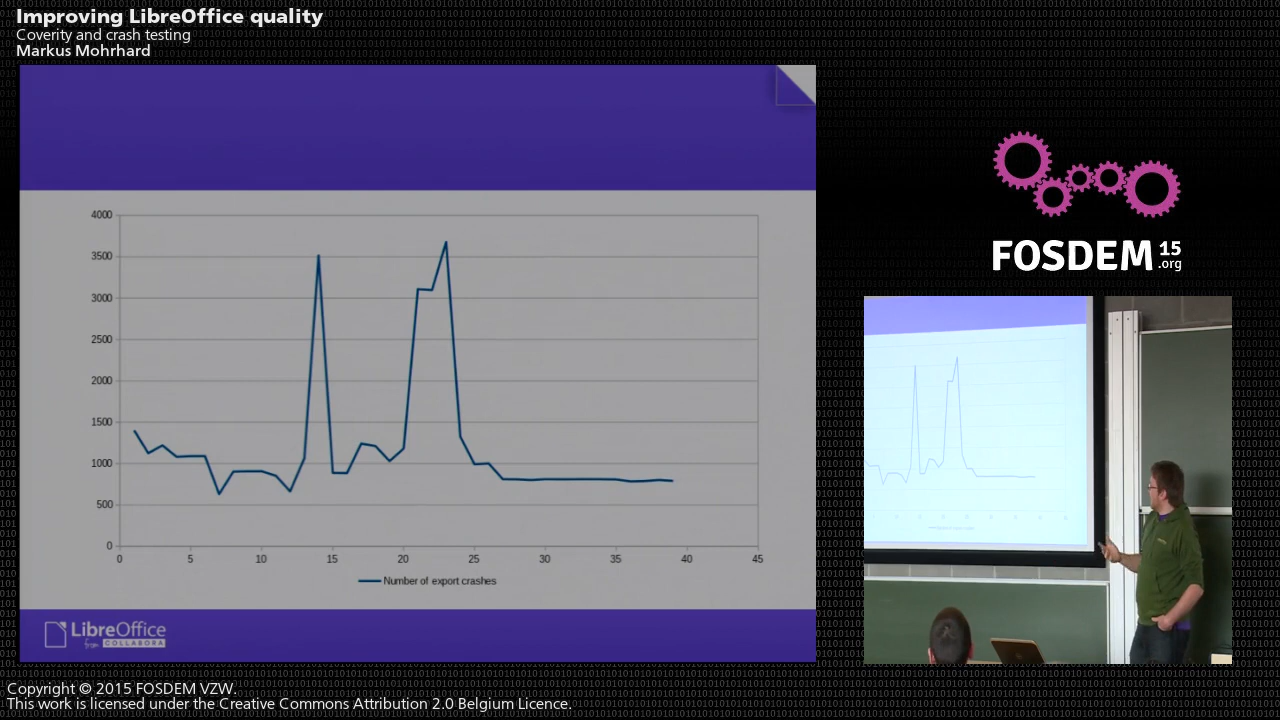 Improving LibreOffice quality
Coverity and crash testing
Markus Mohrhard
4000
3500
3000
2500
2000
1500
1000
500
0
0 5 10 15 20 25 30 35 40 45
Number of export crashes
LibreOffice
from COLLABORA
FOSDEM 15
.org
Copyright © 2015 FOSDEM VZW.
This work is licensed under the Creative Commons Attribution 2.0 Belgium Licence.